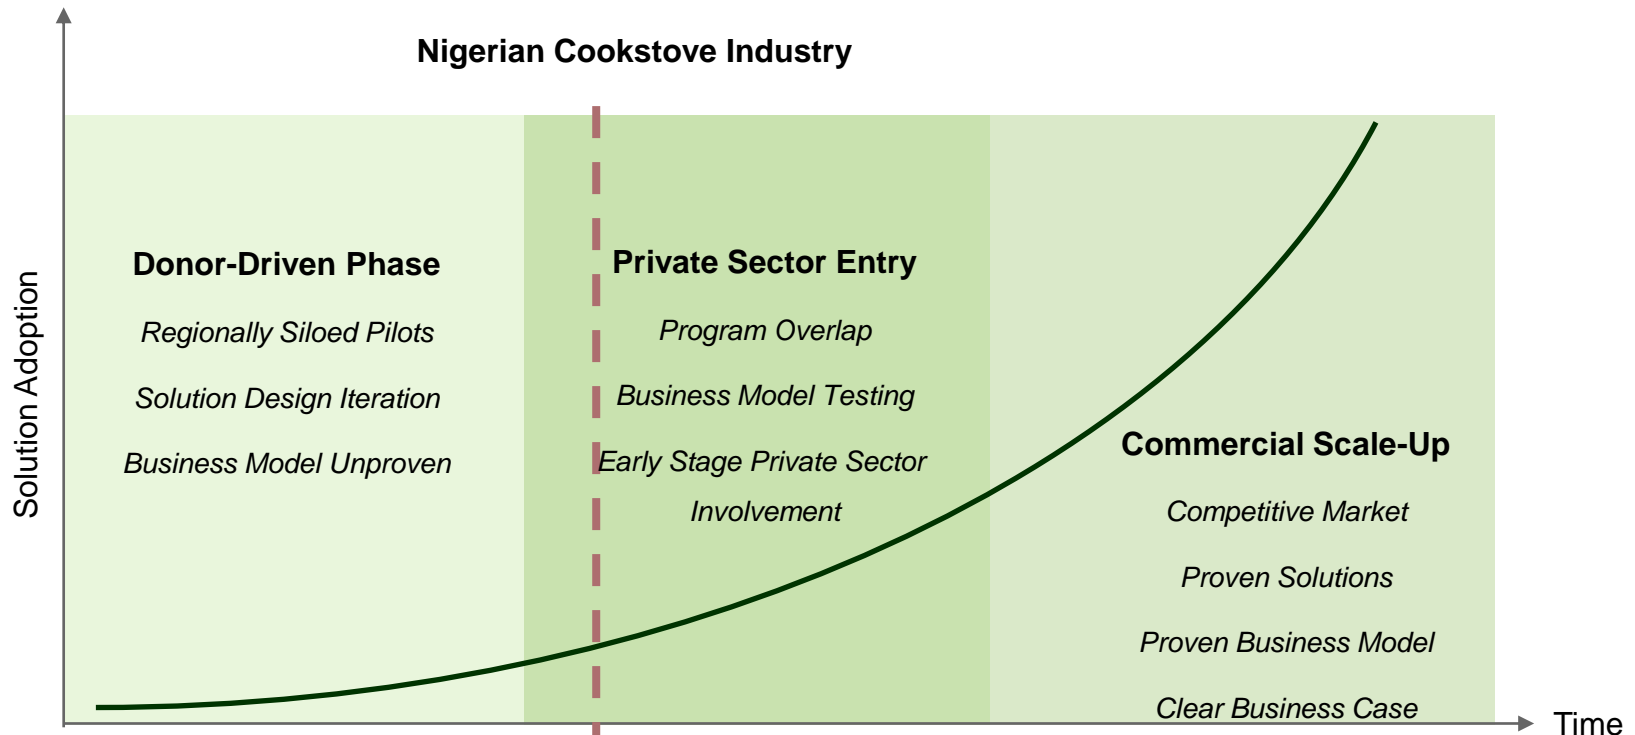 Nigerian Cookstove Industry
Solution Adoption
Donor-Driven Phase
Regionally Siloed Pilots
Solution Design Iteration
Business Model Unproven
Private Sector Entry
Program Overlap
Business Model Testing
Early Stage Private Sector
Involvement
Commercial Scale-Up
Competitive Market
Proven Solutions
Proven Business Model
Clear Business Case
Time